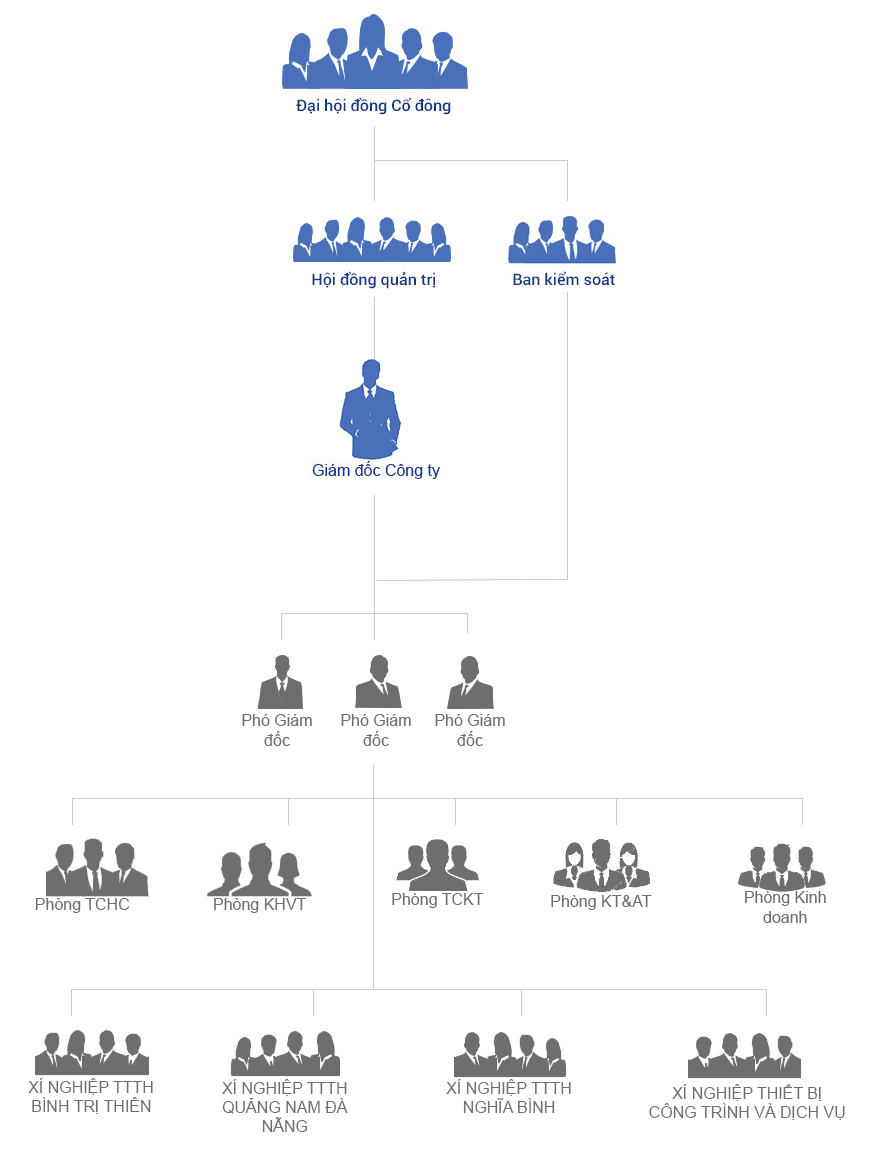 Đại hội đồng Cổ đông
Hội đồng quản trị
Ban kiểm soát
Giám đốc Công ty
Phó Giám
đốc
Phó Giám
đốc
Phó Giám
đốc
Phòng TCHC
Phòng KHVT
Phòng TCKT
Phòng KT&AT
Phòng Kinh
doanh
XÍ NGHIỆP TTTH
BÌNH TRỊ THIÊN
XÍ NGHIỆP TTTH
QUẢNG NAM ĐÀ
NẴNG
XÍ NGHIỆP TTTH
NGHĨA BÌNH
XÍ NGHIỆP THIẾT BỊ
CÔNG TRÌNH VÀ DỊCH VỤ